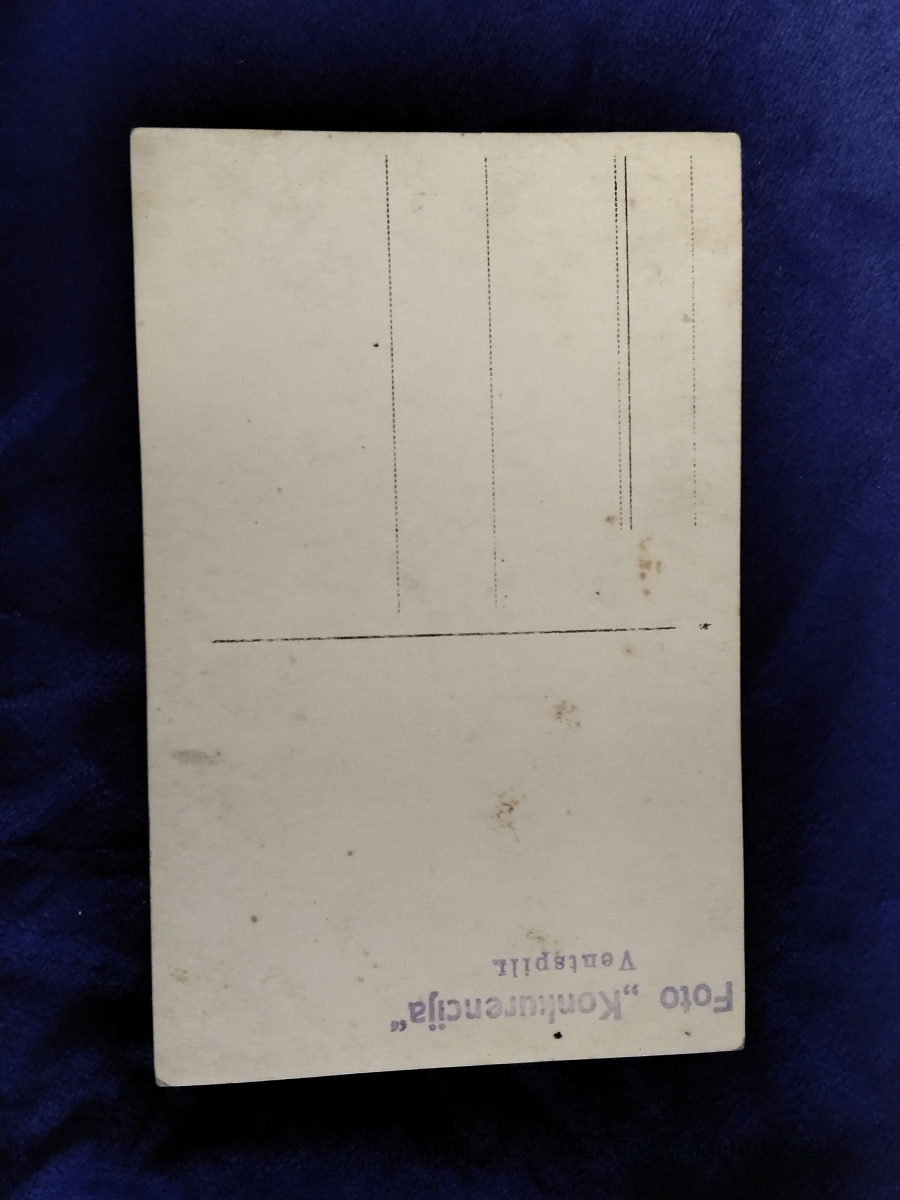 Foto „Konkurencija“
Ventspilī.